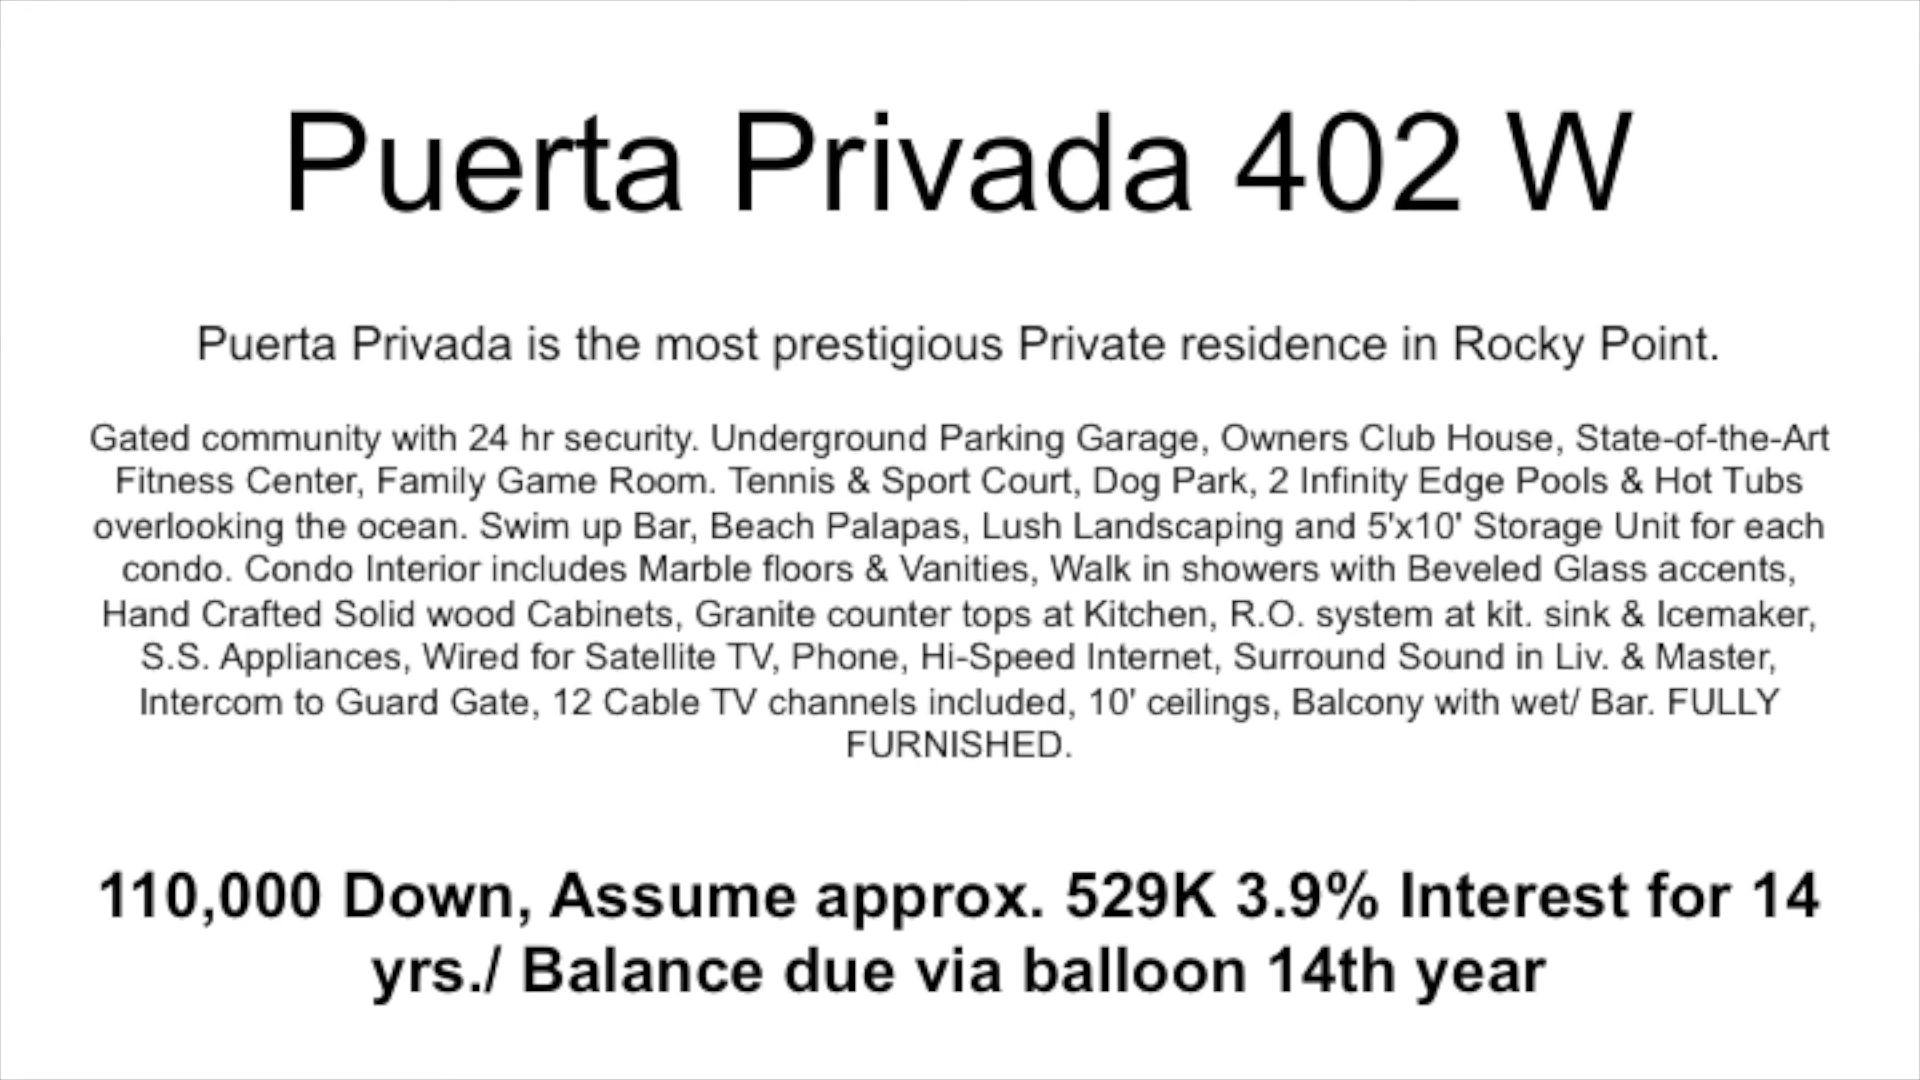 Puerta Privada 402 W
Puerta Privada is the most prestigious Private residence in Rocky Point.
Gated community with 24 hr security. Underground Parking Garage, Owners Club House, State-of-the-Art
Fitness Center, Family Game Room. Tennis & Sport Court, Dog Park, 2 Infinity Edge Pools & Hot Tubs
overlooking the ocean. Swim up Bar, Beach Palapas, Lush Landscaping and 5'x10' Storage Unit for each
condo. Condo Interior includes Marble floors & Vanities, Walk in showers with Beveled Glass accents,
Hand Crafted Solid wood Cabinets, Granite counter tops at Kitchen, R.O. system at kit. sink & Icemaker,
S.S. Appliances, Wired for Satellite TV, Phone, Hi-Speed Internet, Surround Sound in Liv. & Master,
Intercom to Guard Gate, 12 Cable TV channels included, 10' ceilings, Balcony with wet/ Bar. FULLY
FURNISHED.
110,000 Down, Assume approx. 529K 3.9% Interest for 14
yrs./ Balance due via balloon 14th year